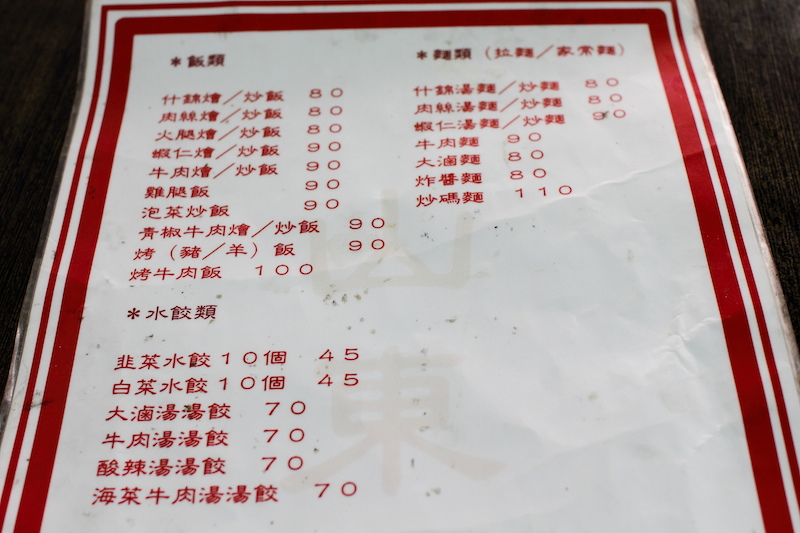 ＊飯類
什錦燴／炒飯 80
肉絲燴／炒飯 80
火腿燴／炒飯 80
蝦仁燴／炒飯 90
牛肉燴／炒飯 90
雞腿飯 90
泡菜炒飯 90
青椒牛肉燴／炒飯 90
烤（豬／羊）飯 90
烤牛肉飯 100
＊水餃類
韭菜水餃10個 45
白菜水餃10個 45
大滷湯湯餃 70
牛肉湯湯餃 70
酸辣湯湯餃 70
海菜牛肉湯湯餃 70
＊麵類（拉麵／家常麵）
什錦湯麵／炒麵 80
肉絲湯麵／炒麵 80
蝦仁湯麵／炒麵 90
牛肉麵 90
大滷麵 80
炸醬麵 80
炒碼麵 110
山東